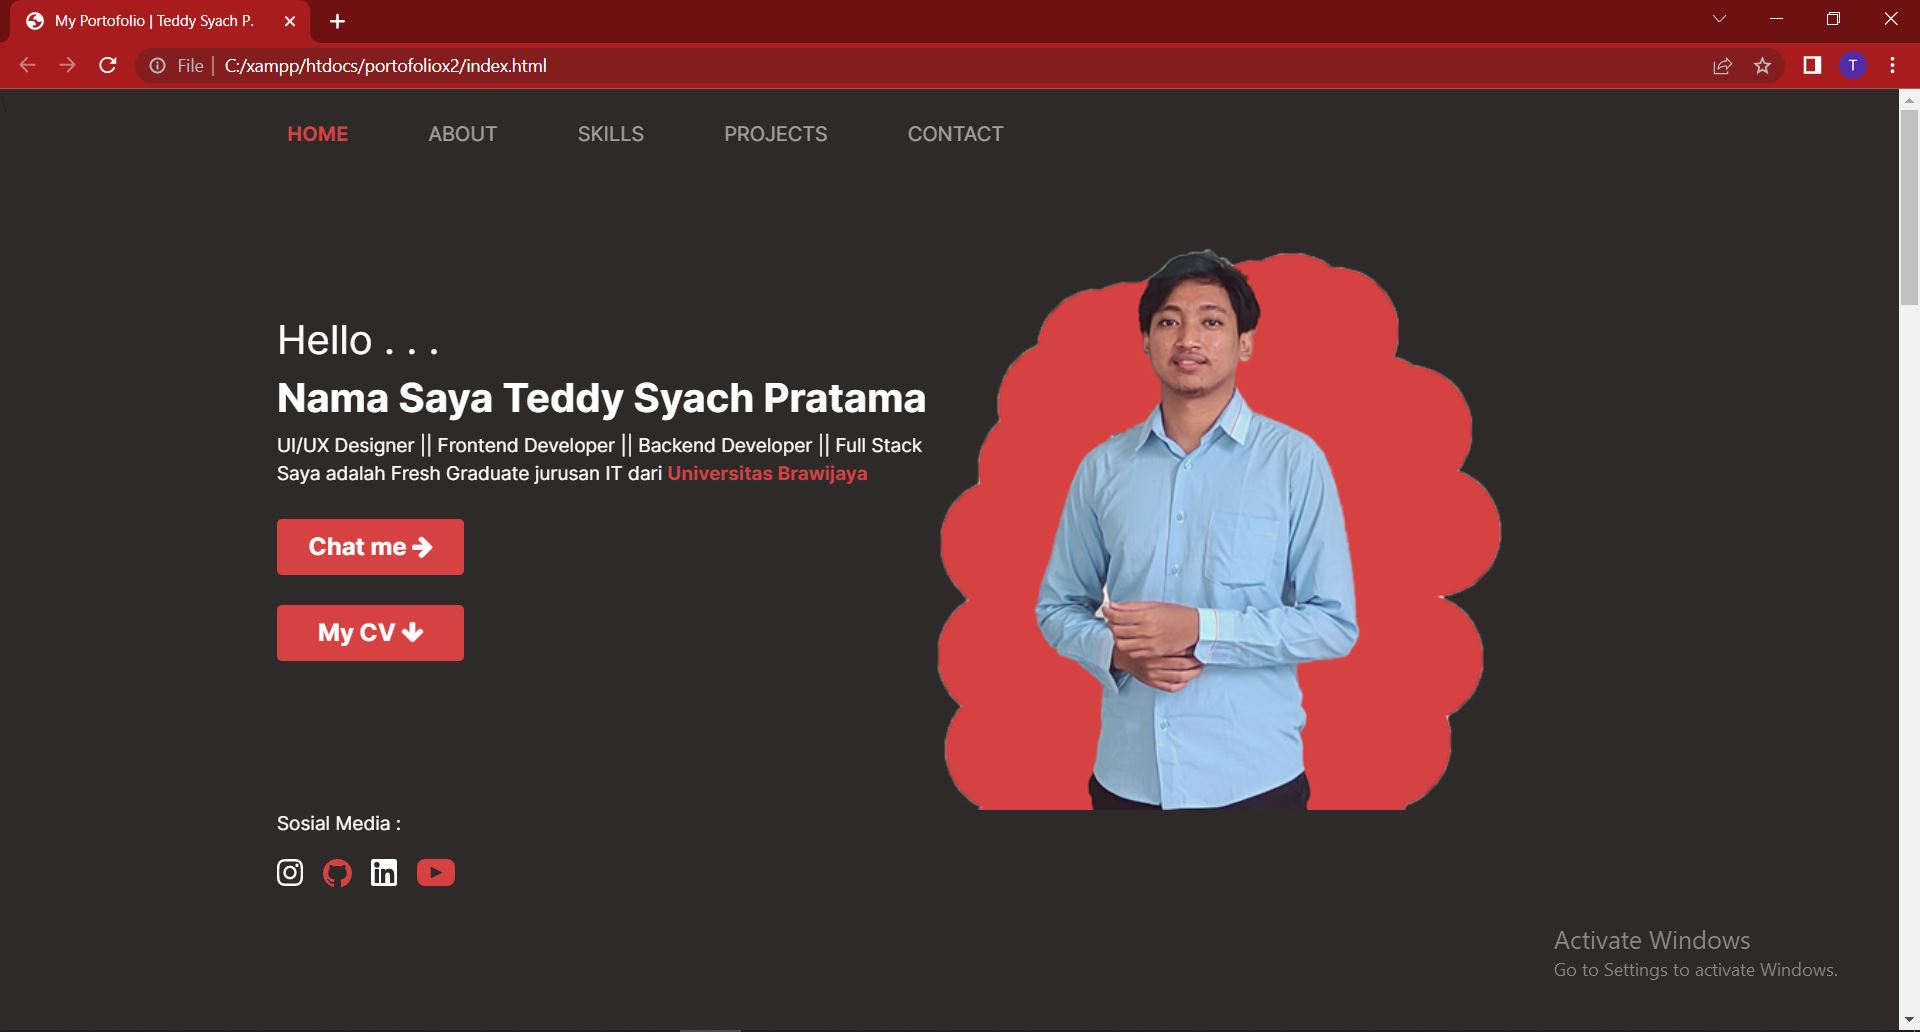 My Portofolio | Teddy Syach P.
File | C:/xampp/htdocs/portofoliox2/index.html
T
HOME ABOUT SKILLS PROJECTS CONTACT
Hello . . .
Nama Saya Teddy Syach Pratama
UI/UX Designer || Frontend Developer || Backend Developer || Full Stack
Saya adalah Fresh Graduate jurusan IT dari Universitas Brawijaya
Chat me
My CV
Sosial Media :
in
Activate Windows
Go to Settings to activate Windows.